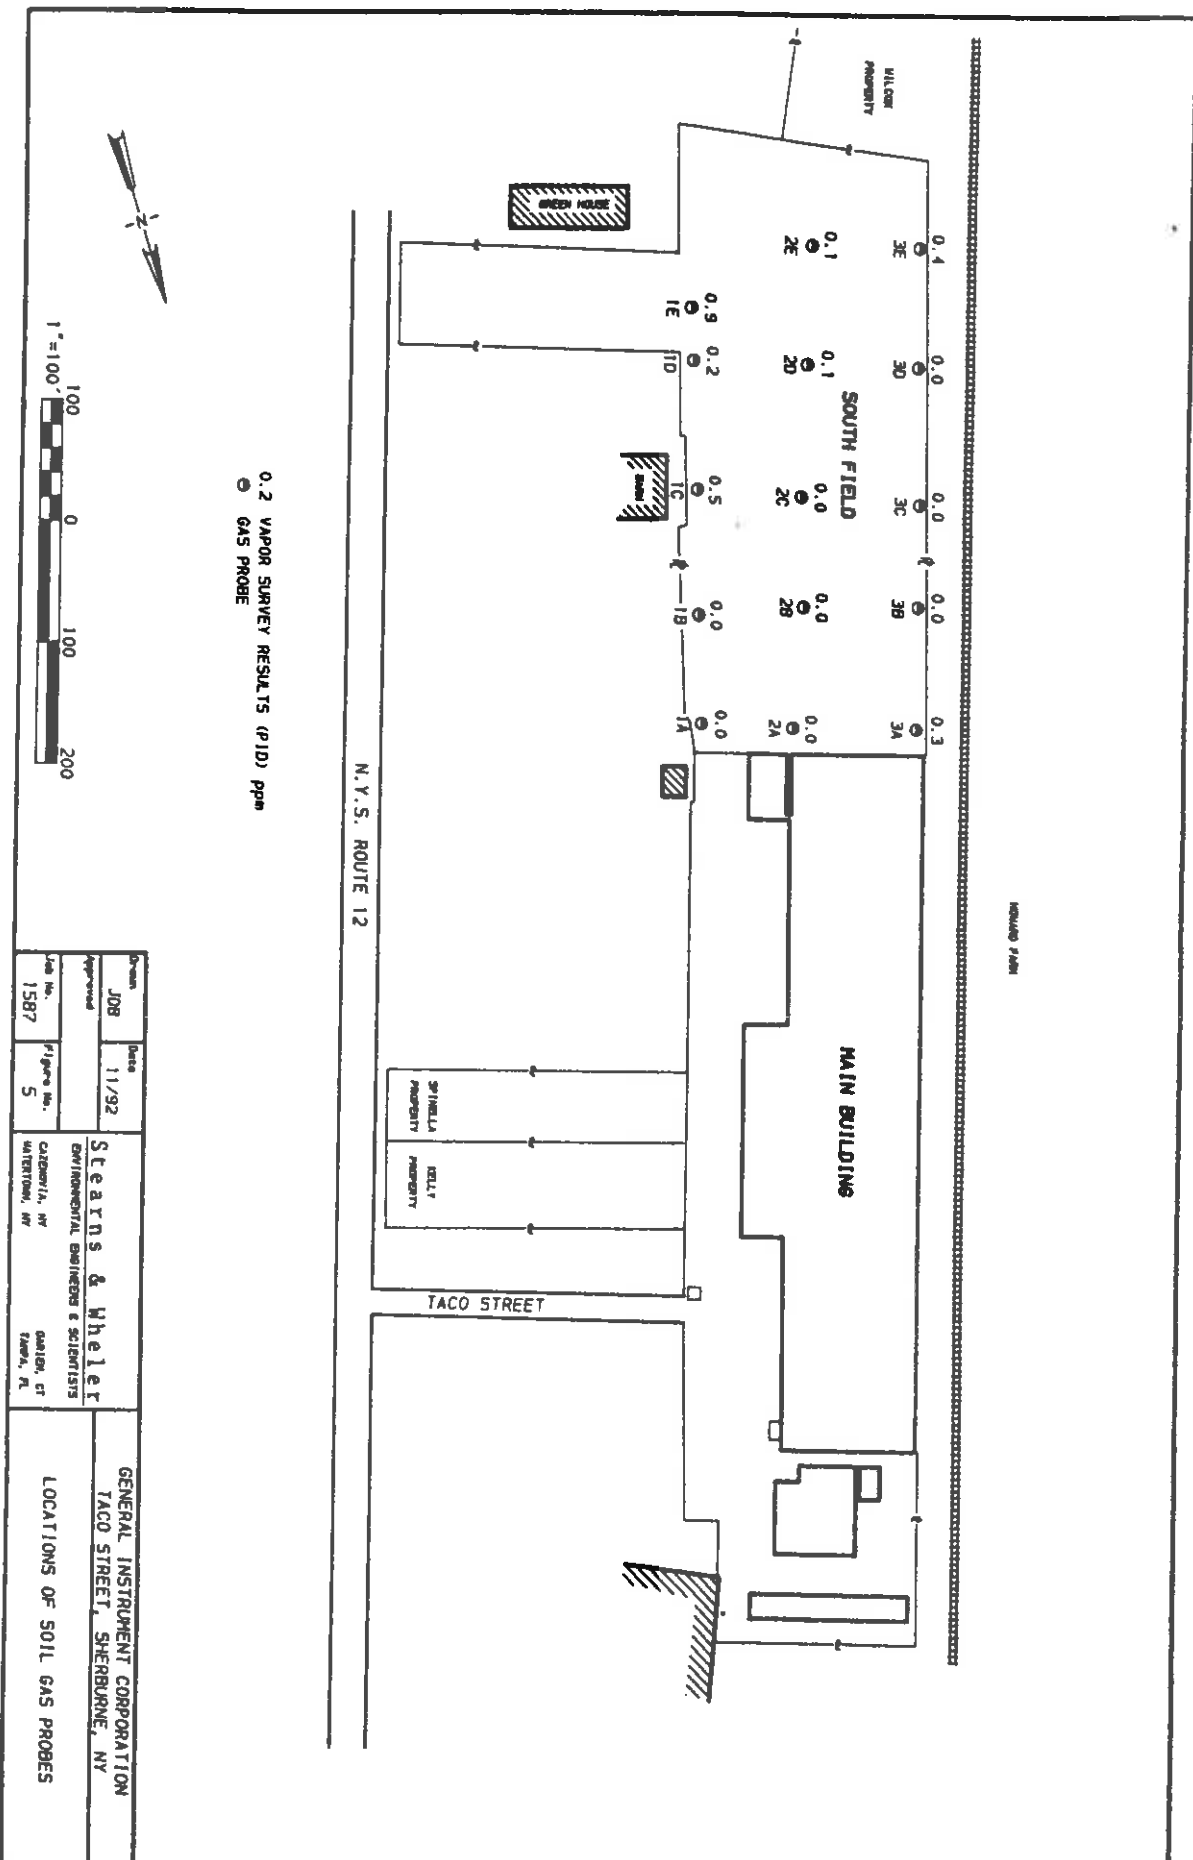 WILCOX
PROPERTY
HOWARD FARM
GREEN HOUSE
0.4
3E
0.0
3D
0.0
3C
0.0
3B
0.3
3A
0.1
2E
0.1
2D
SOUTH FIELD
0.0
2C
0.0
2B
0.0
2A
0.9
1E
0.2
1D
0.5
1C
BARN
0.0
1B
0.0
1A
MAIN BUILDING
SPINELLA
PROPERTY
KELLY
PROPERTY
TACO STREET
N.Y.S. ROUTE 12
0.2 VAPOR SURVEY RESULTS (PID) ppm
GAS PROBE
N
1"=100'
100 0 100 200
Drawn
JDB
Date
11/92
Approved
Job No.
1587
Figure No.
5
Stearns & Wheler
ENVIRONMENTAL ENGINEERS & SCIENTISTS
CAZENOVIA, NY DARIEN, CT
WATERTOWN, NY TAMPA, FL
GENERAL INSTRUMENT CORPORATION
TACO STREET, SHERBURNE, NY
LOCATIONS OF SOIL GAS PROBES